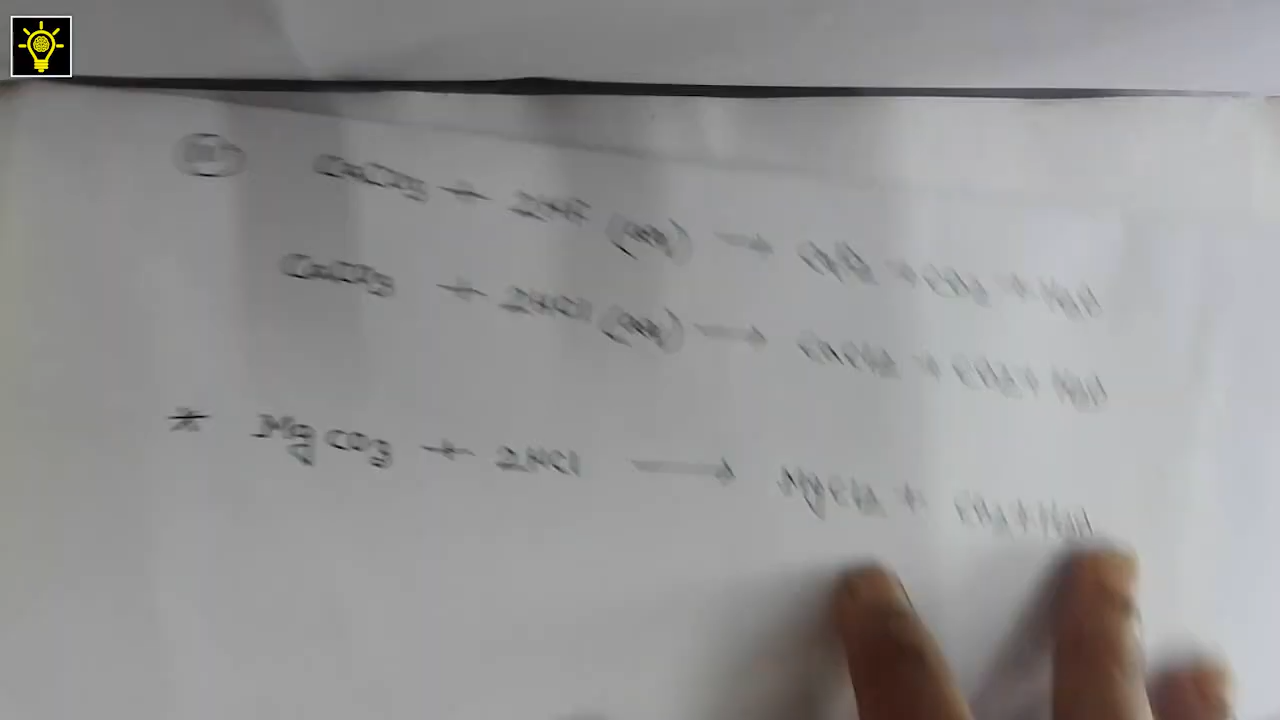 CaCO3 + 2HF (aq) → CaF2 + CO2 + H2O
CaCO3 + 2HCl (aq) → CaCl2 + CO2 + H2O
* MgCO3 + 2HCl → MgCl2 + CO2 + H2O